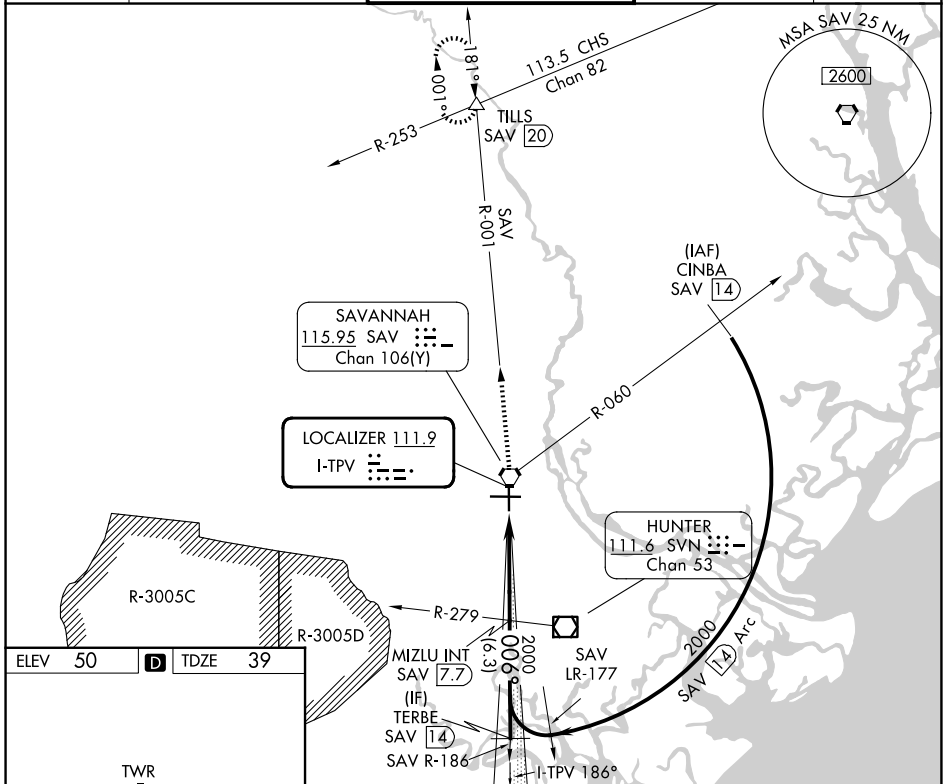 MSA SAV 25 NM
2600
113.5 CHS
Chan 82
181°
001°
TILLS
SAV 20
R-253
SAV
R-001
(IAF)
CINBA
SAV 14
SAVANNAH
115.95 SAV
Chan 106(Y)
R-060
LOCALIZER 111.9
I-TPV
HUNTER
111.6 SVN
Chan 53
R-3005C
R-3005D
R-279
2000
006°
(6.3)
MIZLU INT
SAV 7.7
(IF)
TERBE
SAV 14
SAV R-186
SAV
LR-177
2000
SAV 14 Arc
I-TPV 186°
ELEV 50 D TDZE 39
TWR